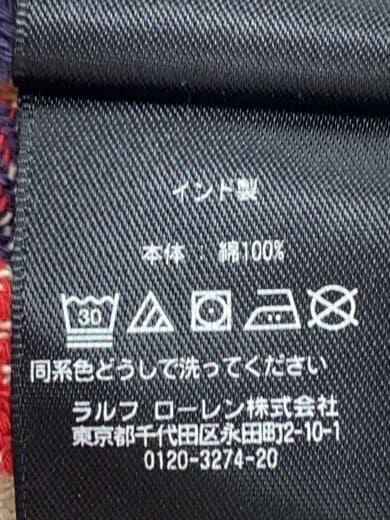 インド製
本体 : 綿100%
30
同系色どうしで洗ってください
ラルフ ローレン株式会社
東京都千代田区永田町2-10-1
0120-3274-20